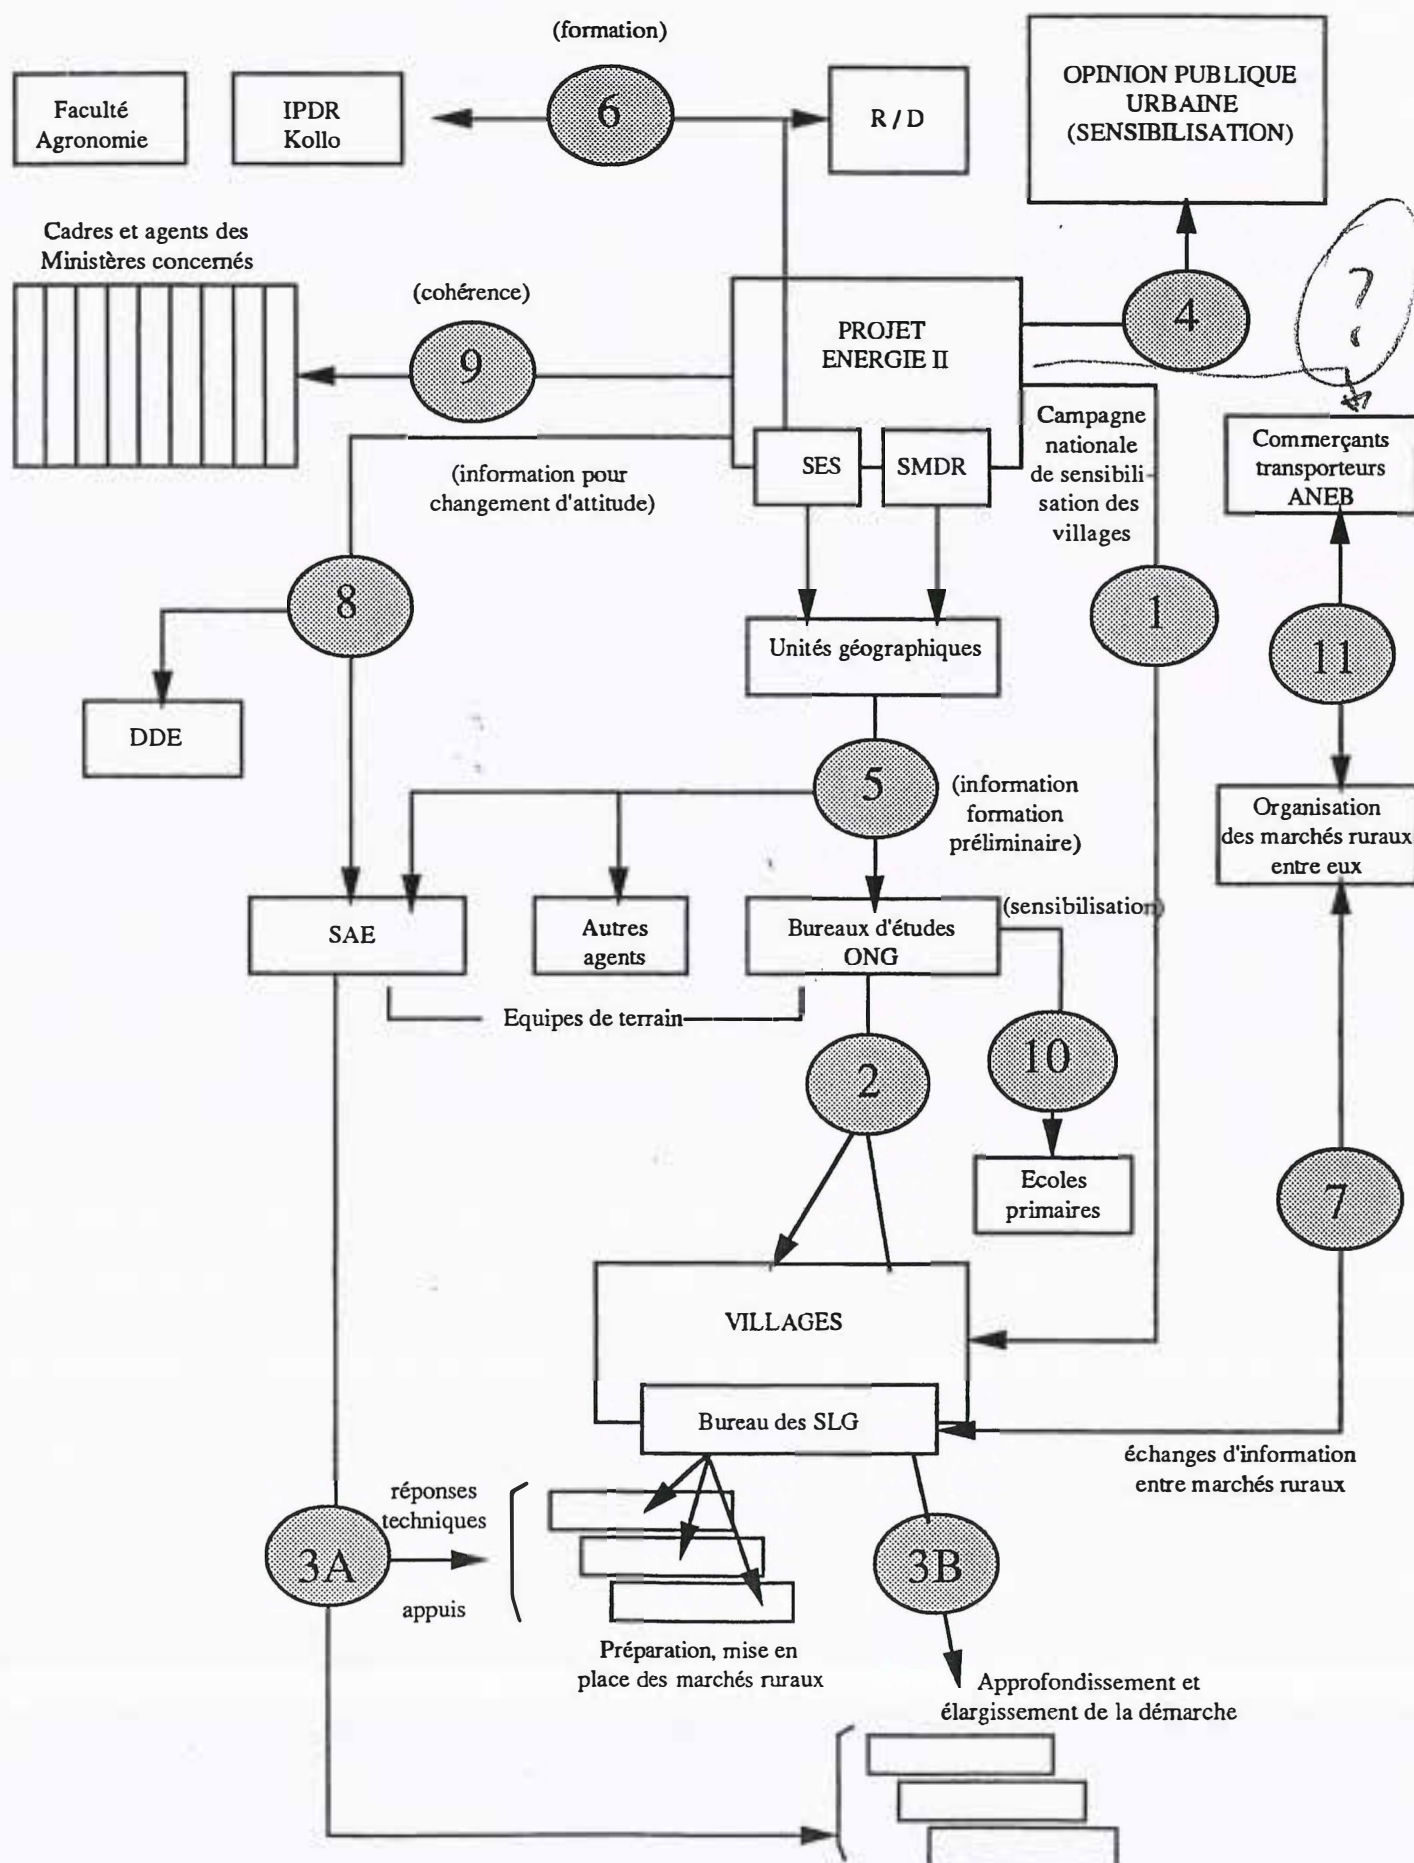 (formation)
6
Faculté
Agronomie
IPDR
Kollo
R / D
OPINION PUBLIQUE
URBAINE
(SENSIBILISATION)
Cadres et agents des
Ministères concernés
(cohérence)
9
PROJET
ENERGIE II
4
?
SES
SMDR
(information pour
changement d'attitude)
Campagne
nationale
de sensibili
sation des
villages
Commerçants
transporteurs
ANEB
8
1
11
Unités géographiques
DDE
5
(information
formation
préliminaire)
Organisation
des marchés ruraux
entre eux
SAE
Autres
agents
Bureaux d'études
ONG
(sensibilisation)
Equipes de terrain
2
10
Ecoles
primaires
7
VILLAGES
Bureau des SLG
échanges d'information
entre marchés ruraux
réponses
techniques
3A
appuis
3B
Préparation, mise en
place des marchés ruraux
Approfondissement et
élargissement de la démarche